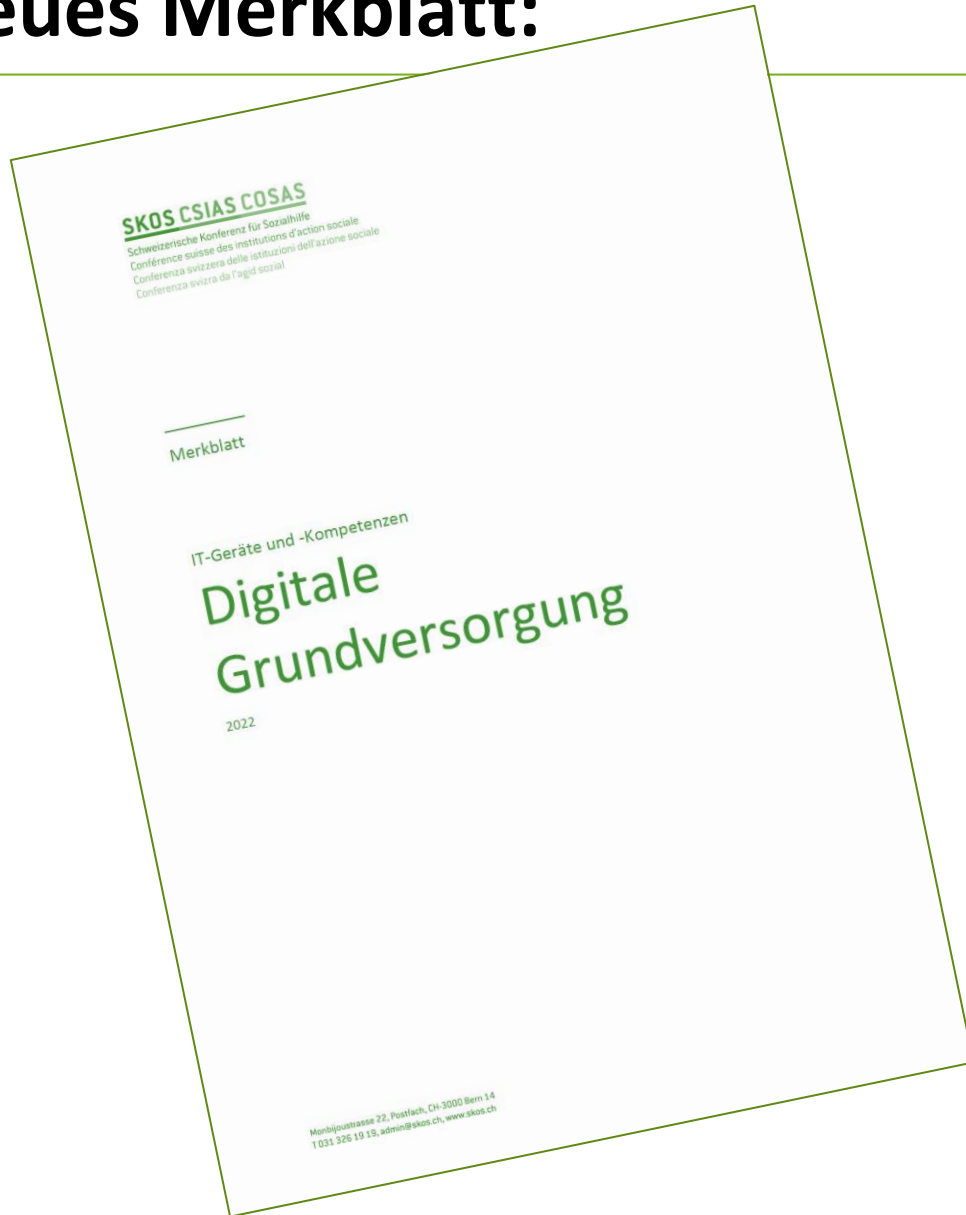 eues Merkblatt:
SKOS CSIAS COSAS
Schweizerische Konferenz für Sozialhilfe
Conférence suisse des institutions d'action sociale
Conferenza svizzera delle istituzioni dell'azione sociale
Conferenza svizra da l'agid sozial
Merkblatt
IT-Geräte und -Kompetenzen
Digitale
Grundversorgung
2022
Monbijoustrasse 22, Postfach, CH-3000 Bern 14
T 031 326 19 19, admin@skos.ch, www.skos.ch